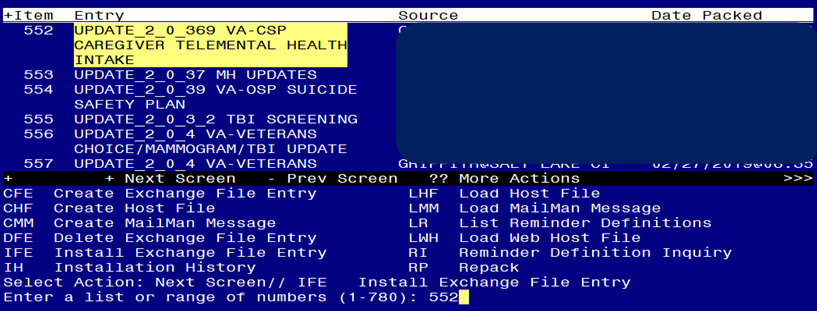 +Item Entry Source Date Packed
552 UPDATE_2_0_369 VA-CSP
CAREGIVER TELEMENTAL HEALTH
INTAKE
553 UPDATE_2_0_37 MH UPDATES
554 UPDATE_2_0_39 VA-OSP SUICIDE
SAFETY PLAN
555 UPDATE_2_0_3_2 TBI SCREENING
556 UPDATE_2_0_4 VA-VETERANS
CHOICE/MAMMOGRAM/TBI UPDATE
557 UPDATE_2_0_4 VA-VETERANS GRIFFITH@SALT LAKE CI 02/27/2019@08:35
+ + Next Screen - Prev Screen ?? More Actions >>>
CFE Create Exchange File Entry LHF Load Host File
CHF Create Host File LMM Load MailMan Message
CMM Create MailMan Message LR List Reminder Definitions
DFE Delete Exchange File Entry LWH Load Web Host File
IFE Install Exchange File Entry RI Reminder Definition Inquiry
IH Installation History RP Repack
Select Action: Next Screen// IFE Install Exchange File Entry
Enter a list or range of numbers (1-780): 552